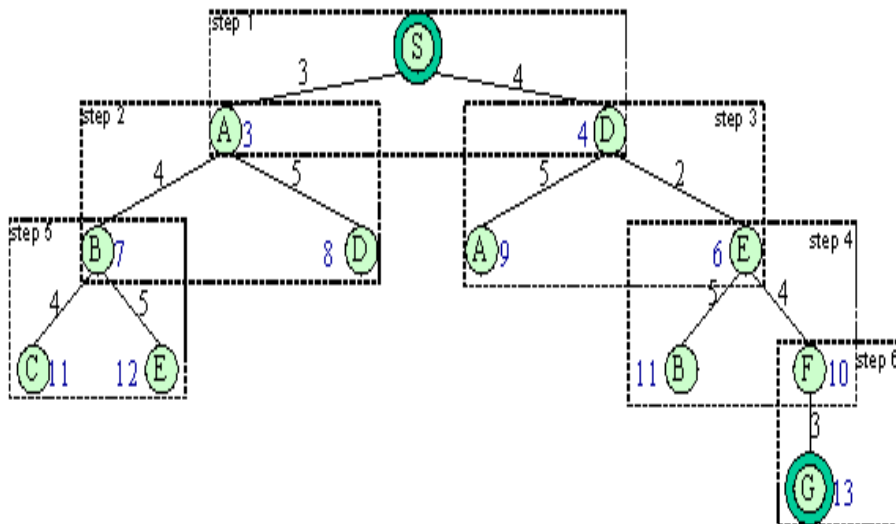 step 1
S
3 4
step 2
A 3
4 D
step 3
4 5
5 2
step 5
B 7
8 D
A 9
6 E
step 4
4 5
5 4
C 11
12 E
11 B
F 10
step 6
3
G 13